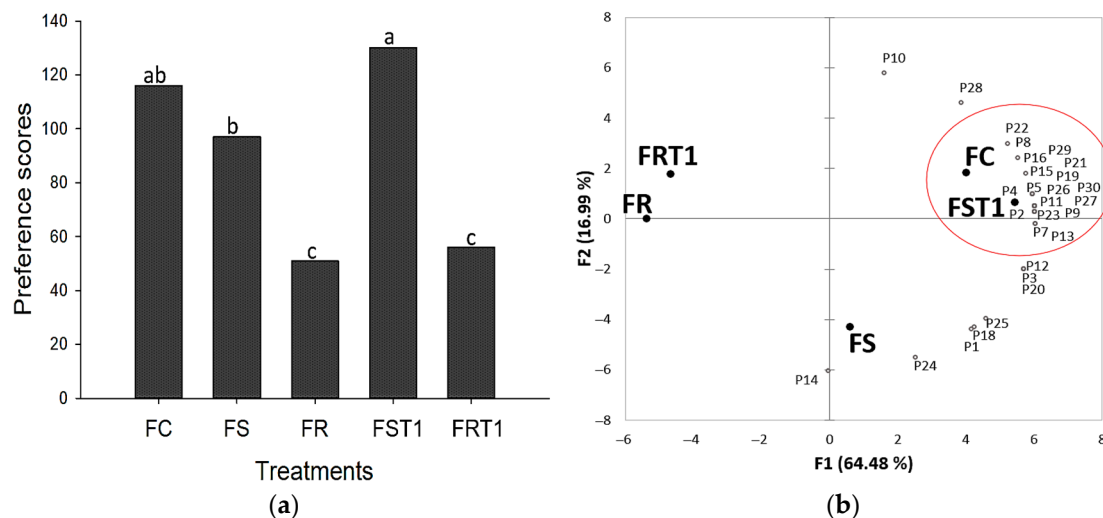 140
120
100
80
60
40
20
0
Preference scores
ab
b
c
a
c
FC FS FR FST1 FRT1
Treatments
(a)
8
6
4
2
0
−2
−4
−6
−8
F2 (16.99 %)
P10
P28
P22
P8 P29
P16 P21
P15 P19
P4 P5 P26 P30
P11 P27
P2 P23 P9
P7 P13
P12
P3
P20
P25
P18
P1
P24
P14
FC
FST1
FRT1
FR
FS
−6 −4 −2 0 2 4 6 8
F1 (64.48 %)
(b)